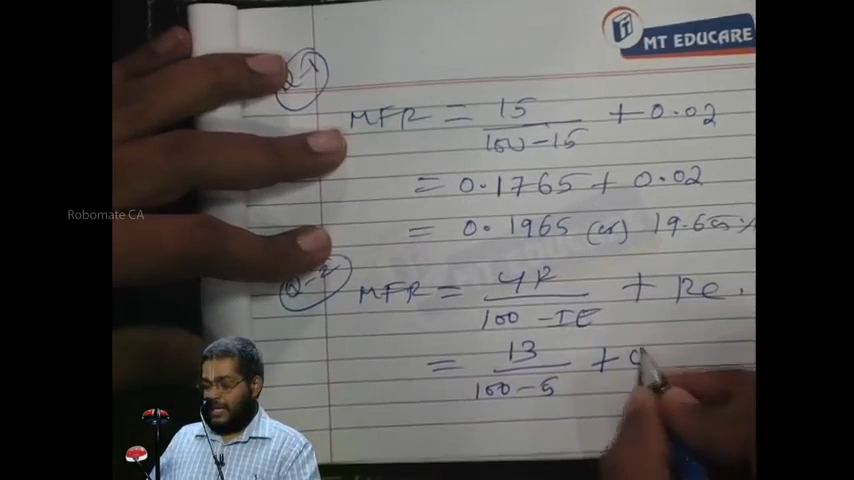 MT EDUCARE
Q-1
MFR = 15 / 100-15 + 0.02
= 0.1765 + 0.02
= 0.1965 (or) 19.65%
Robomate CA
Q-2
MFR = YR / 100 - IE + Re.
= 13 / 100-5 + 0